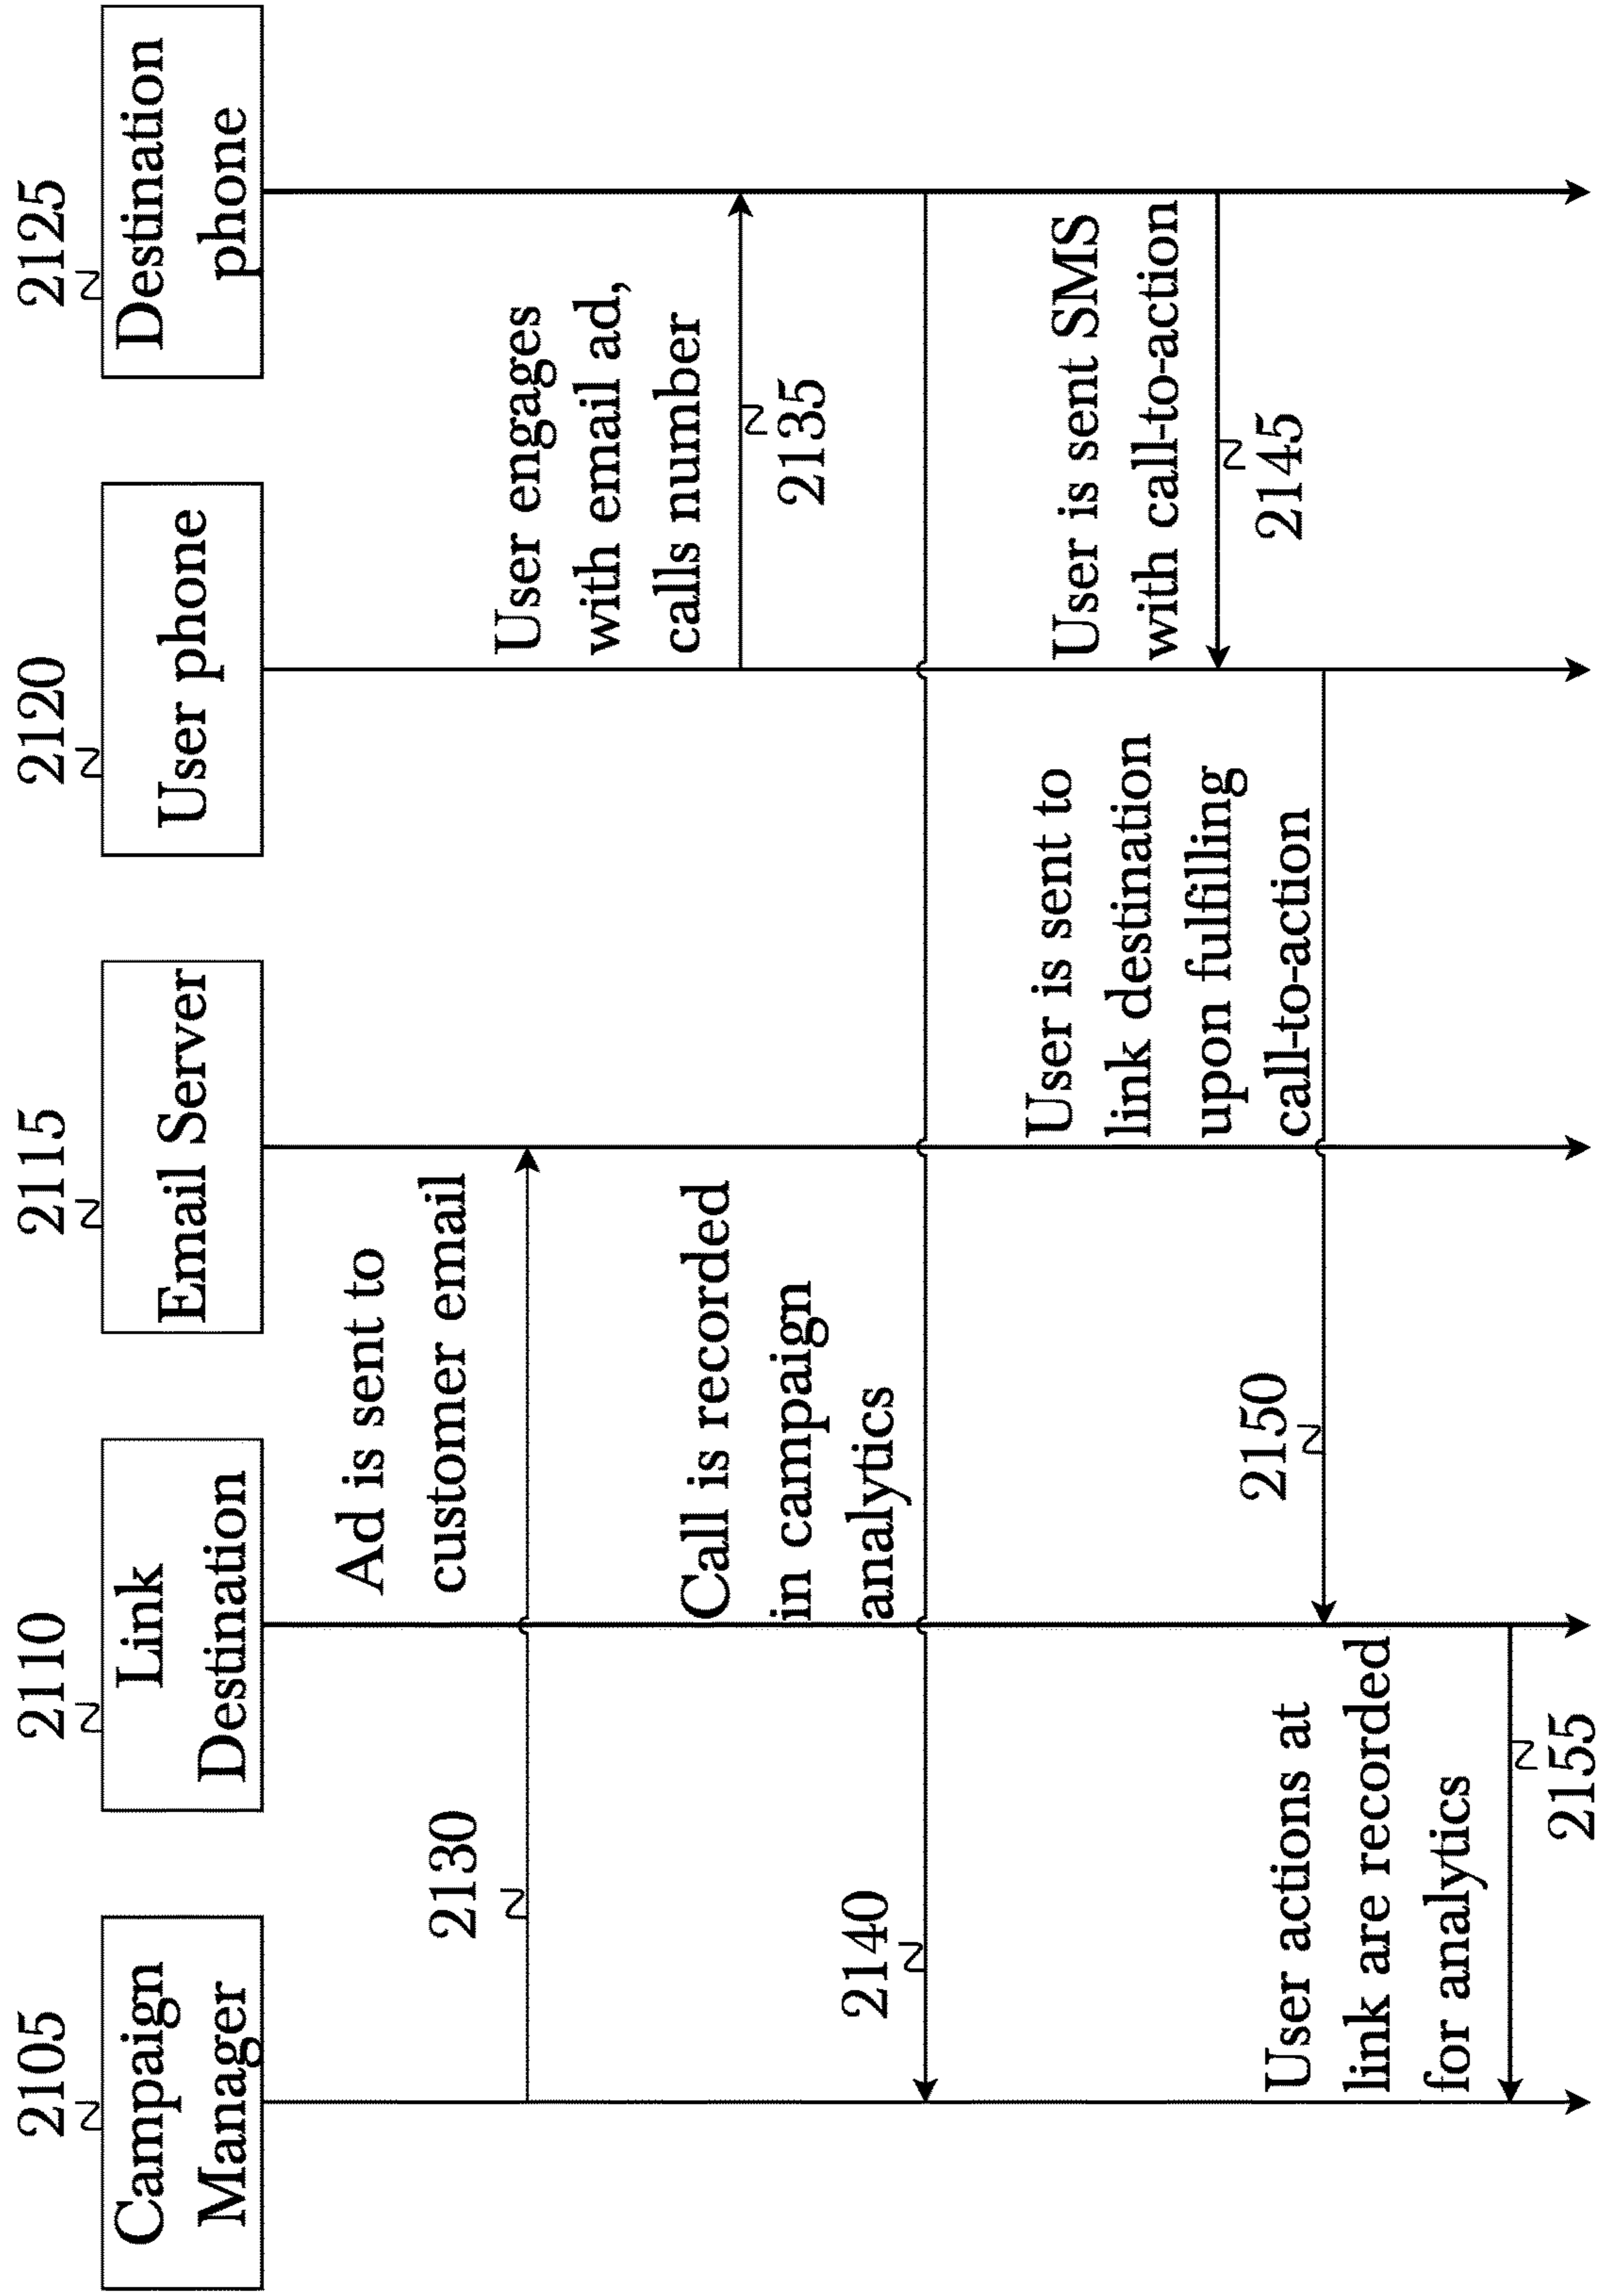 2105
Campaign
Manager
2110
Link
Destination
2115
Email Server
2120
User phone
2125
Destination
phone
Ad is sent to
customer email
2130
User engages
with email ad,
calls number
2135
Call is recorded
in campaign
analytics
2140
User is sent SMS
with call-to-action
2145
User is sent to
link destination
upon fulfilling
call-to-action
2150
User actions at
link are recorded
for analytics
2155